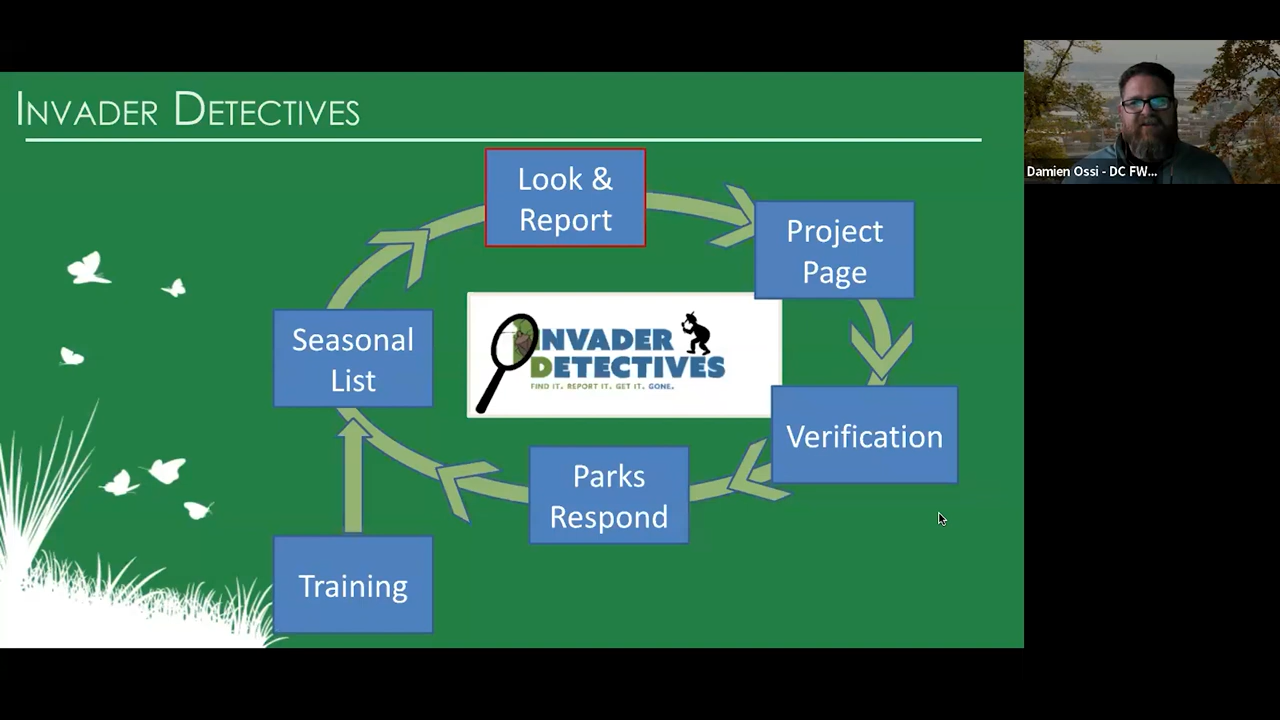 INVADER DETECTIVES
Look &
Report
Project
Page
Seasonal
List
INVADER
DETECTIVES
FIND IT. REPORT IT. GET IT. GONE.
Verification
Parks
Respond
Training
Damien Ossi - DC FW...